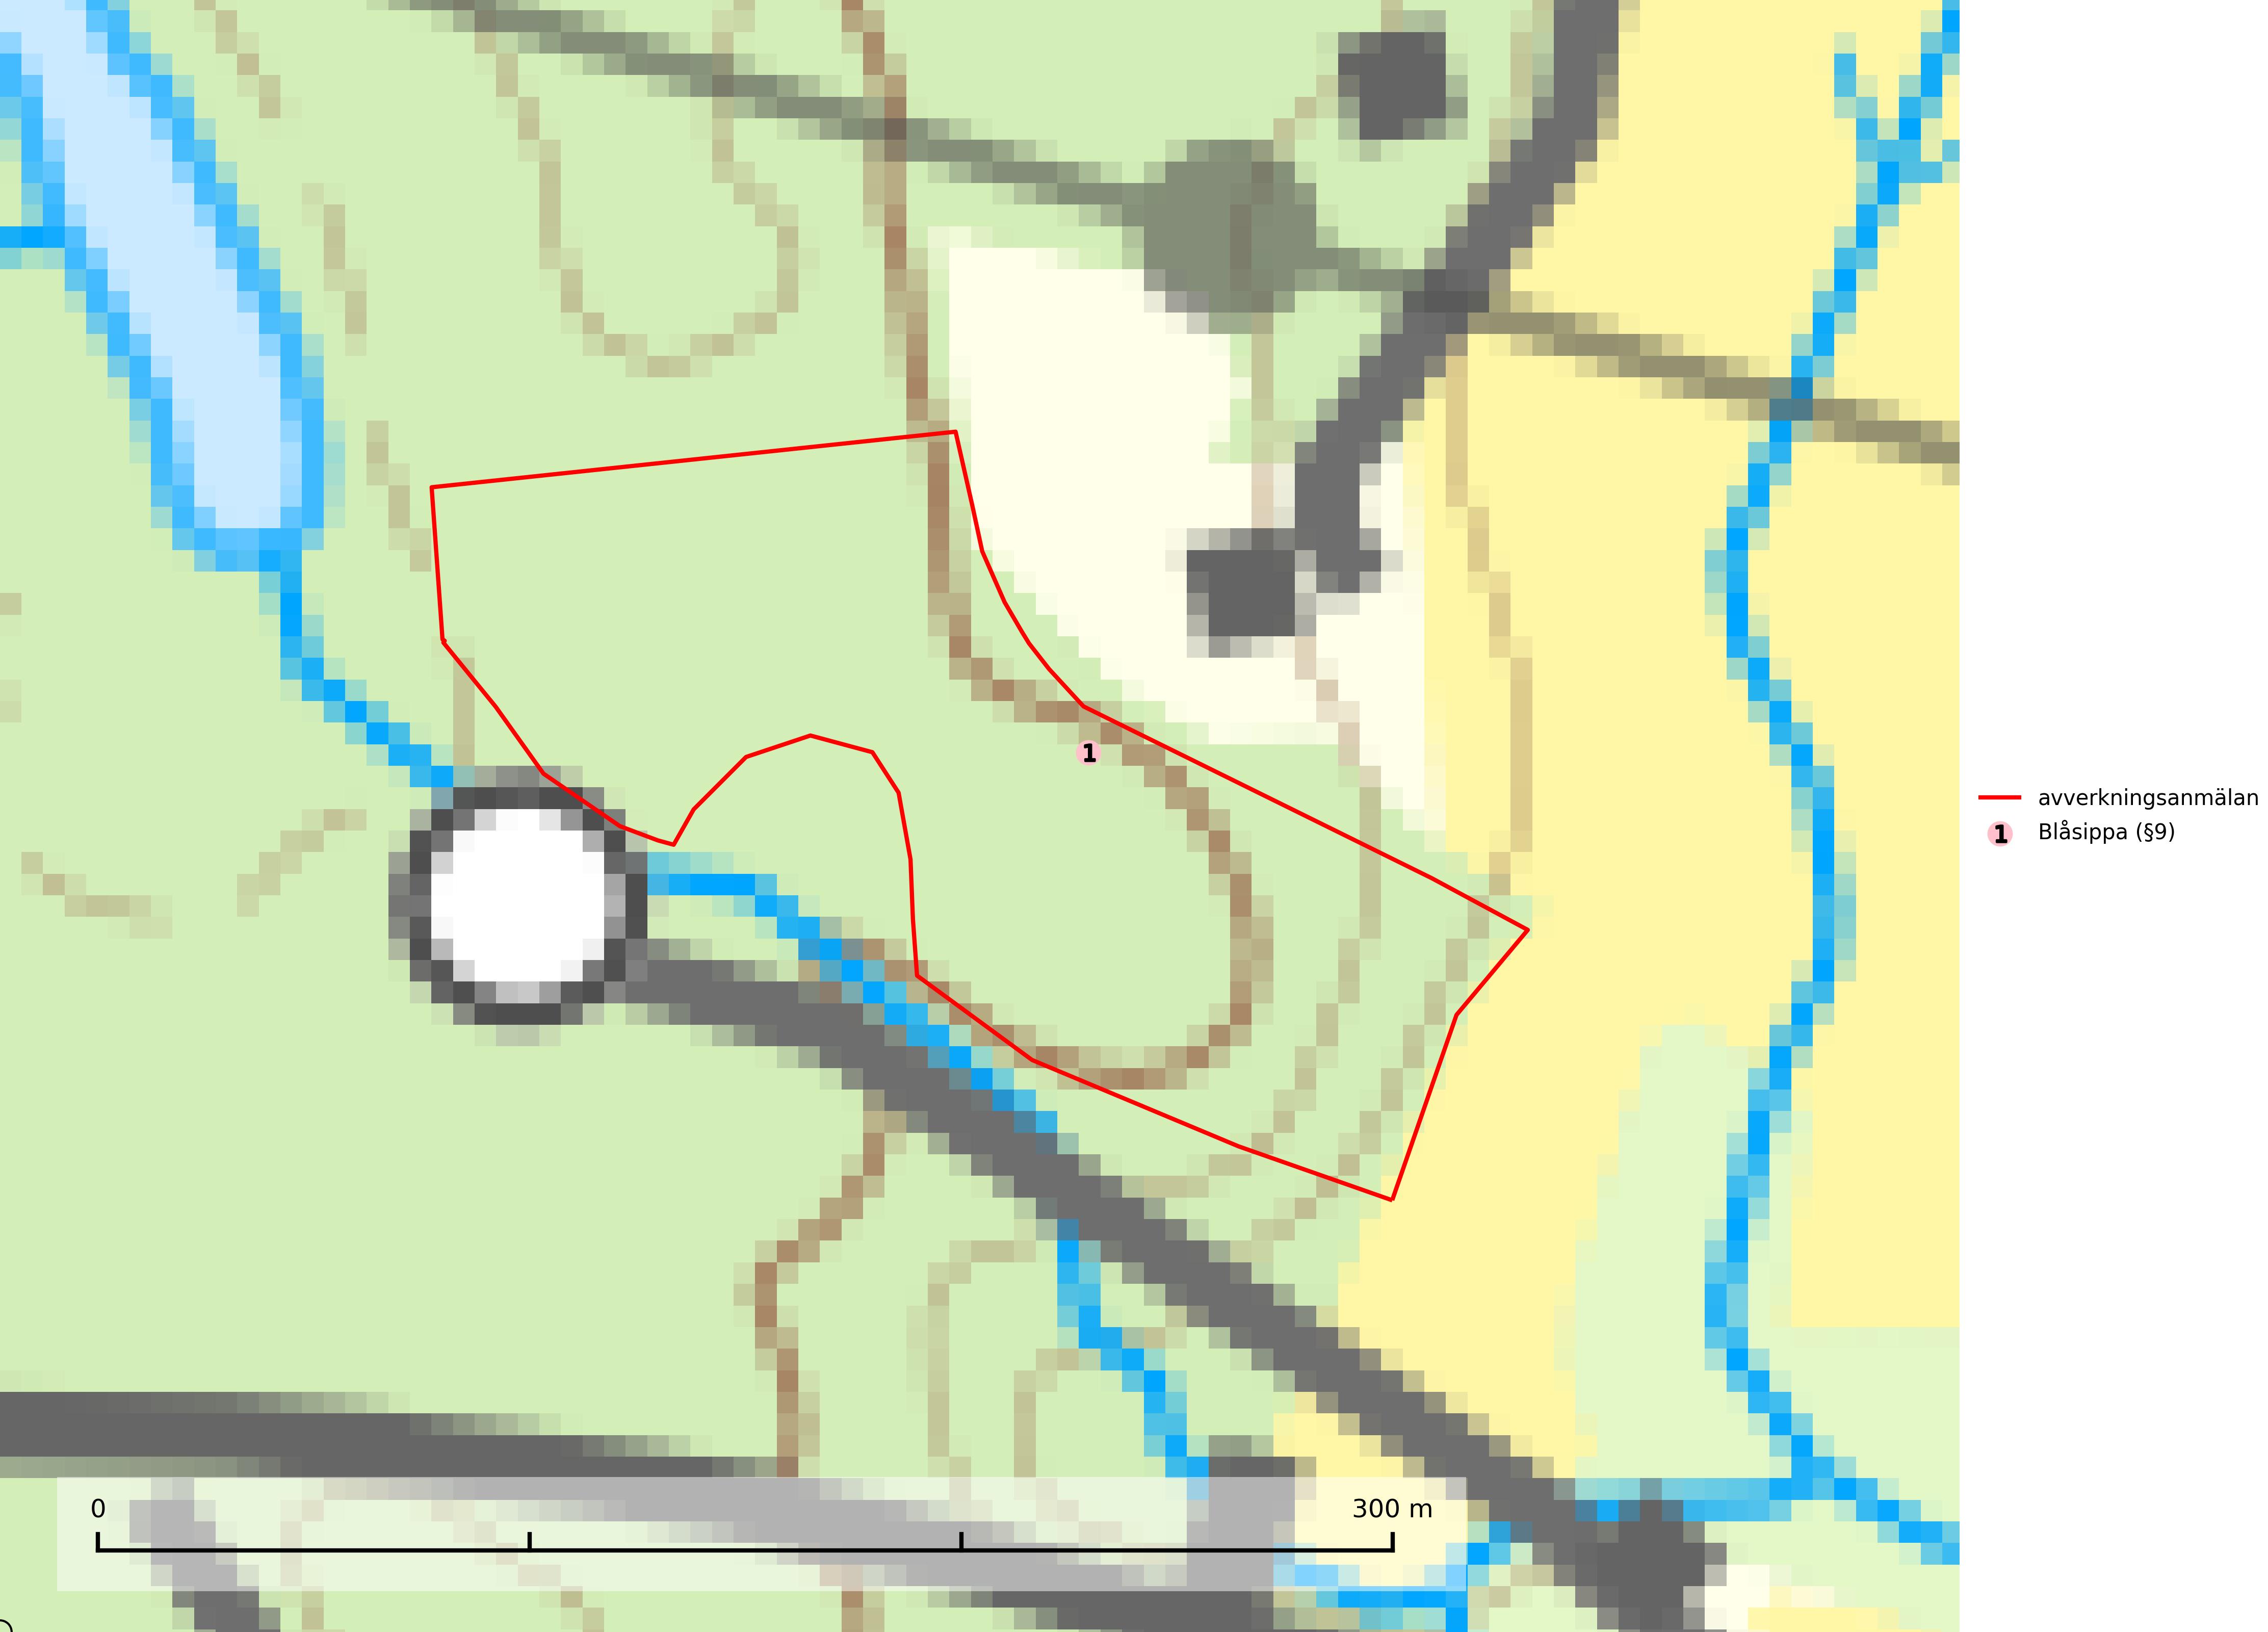 1
avverkningsanmälan
1 Blåsippa (§9)
0 300 m